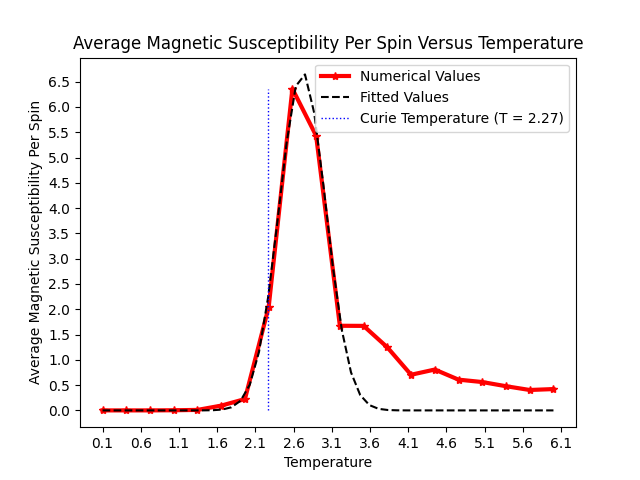 Average Magnetic Susceptibility Per Spin Versus Temperature
Average Magnetic Susceptibility Per Spin
6.5
6.0
5.5
5.0
4.5
4.0
3.5
3.0
2.5
2.0
1.5
1.0
0.5
0.0
Numerical Values
Fitted Values
Curie Temperature (T = 2.27)
0.1 0.6 1.1 1.6 2.1 2.6 3.1 3.6 4.1 4.6 5.1 5.6 6.1
Temperature